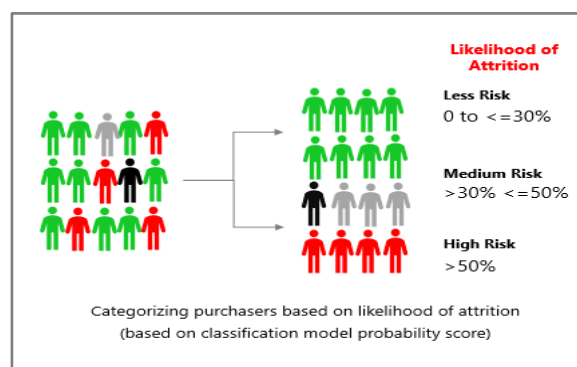 Likelihood of
Attrition
Less Risk
0 to <=30%
Medium Risk
>30% <=50%
High Risk
>50%
Categorizing purchasers based on likelihood of attrition
(based on classification model probability score)